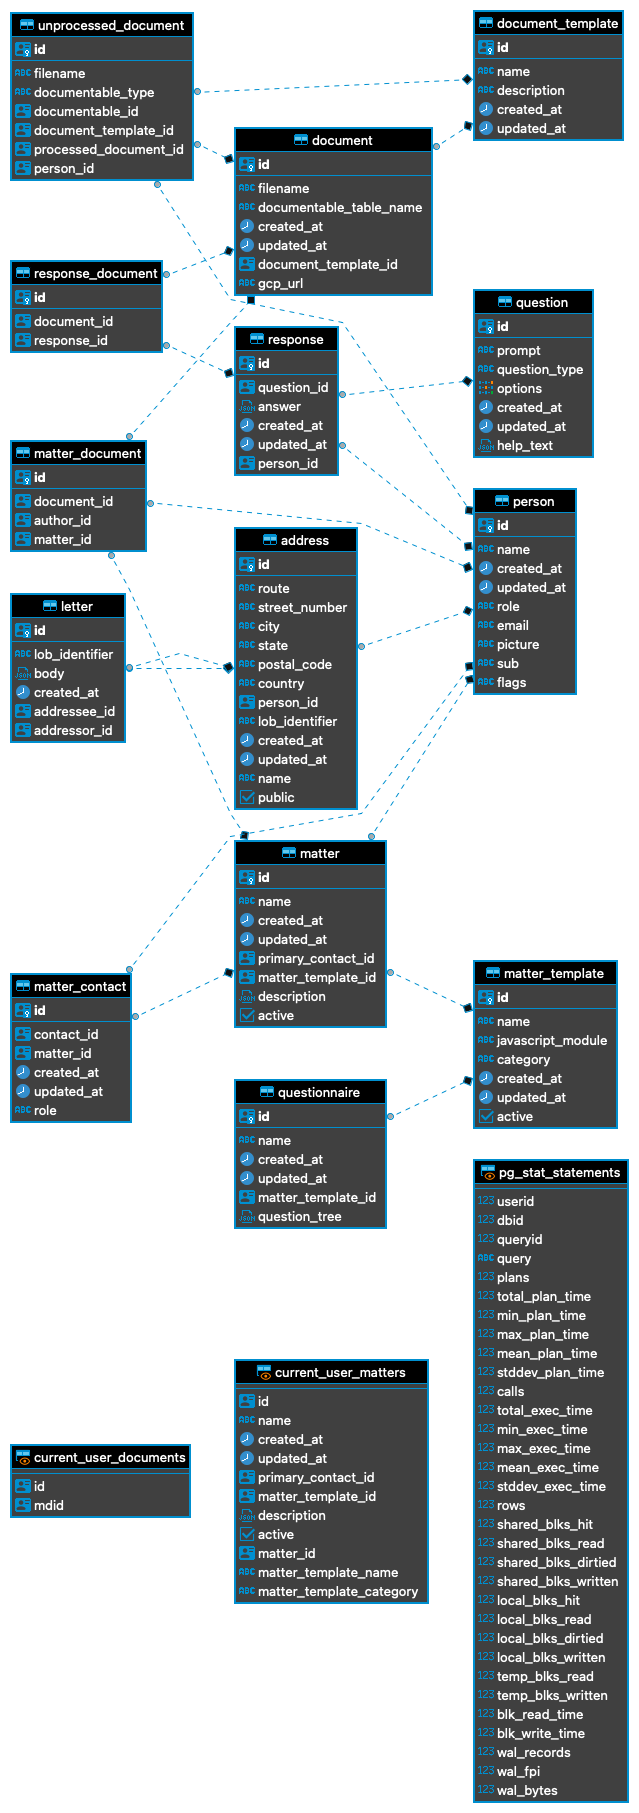 unprocessed_document
id
filename
documentable_type
documentable_id
document_template_id
processed_document_id
person_id
document_template
id
name
description
created_at
updated_at
document
id
filename
documentable_table_name
created_at
updated_at
document_template_id
gcp_url
response_document
id
document_id
response_id
question
id
prompt
question_type
options
created_at
updated_at
help_text
response
id
question_id
answer
created_at
updated_at
person_id
matter_document
id
document_id
author_id
matter_id
person
id
name
created_at
updated_at
role
email
picture
sub
flags
address
id
route
street_number
city
state
postal_code
country
person_id
lob_identifier
created_at
updated_at
name
public
letter
id
lob_identifier
body
created_at
addressee_id
addressor_id
matter
id
name
created_at
updated_at
primary_contact_id
matter_template_id
description
active
matter_contact
id
contact_id
matter_id
created_at
updated_at
role
matter_template
id
name
javascript_module
category
created_at
updated_at
active
questionnaire
id
name
created_at
updated_at
matter_template_id
question_tree
pg_stat_statements
userid
dbid
queryid
query
plans
total_plan_time
min_plan_time
max_plan_time
mean_plan_time
stddev_plan_time
calls
total_exec_time
min_exec_time
max_exec_time
mean_exec_time
stddev_exec_time
rows
shared_blks_hit
shared_blks_read
shared_blks_dirtied
shared_blks_written
local_blks_hit
local_blks_read
local_blks_dirtied
local_blks_written
temp_blks_read
temp_blks_written
blk_read_time
blk_write_time
wal_records
wal_fpi
wal_bytes
current_user_matters
id
name
created_at
updated_at
primary_contact_id
matter_template_id
description
active
matter_id
matter_template_name
matter_template_category
current_user_documents
id
mdid